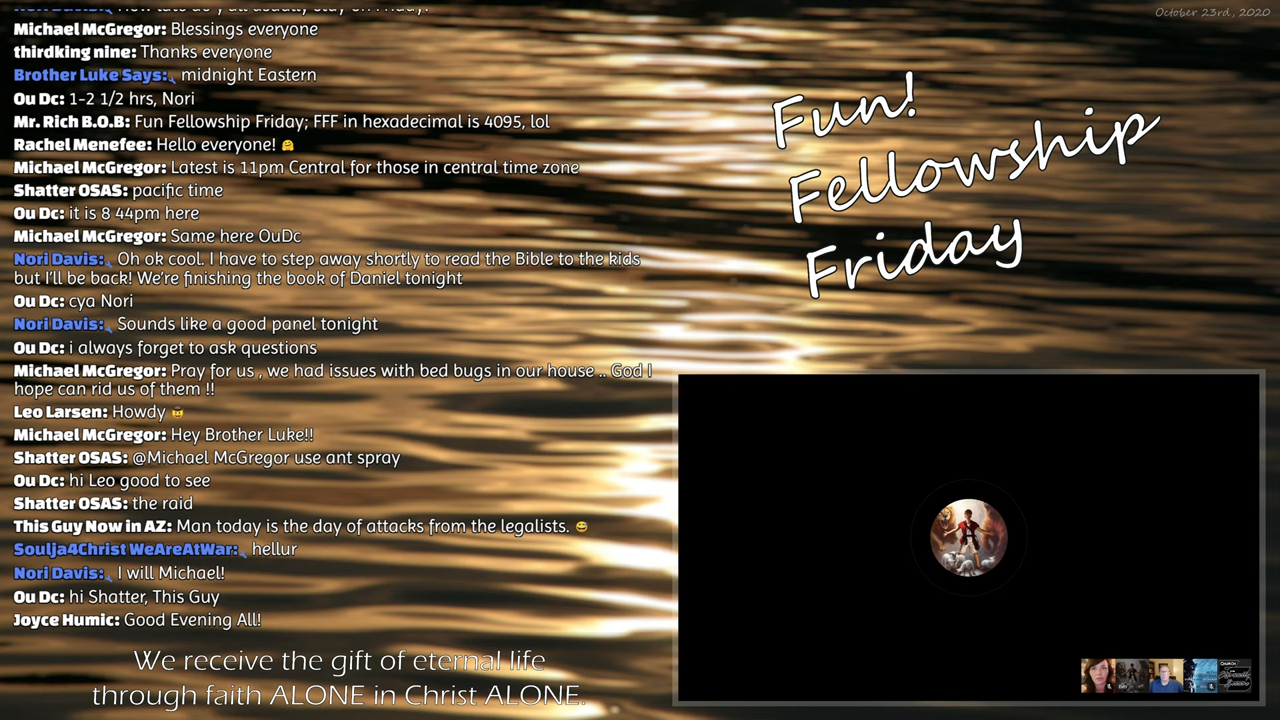 Nori Davis: How late do y'all usually stay on Friday?
Michael McGregor: Blessings everyone
thirdking nine: Thanks everyone
Brother Luke Says: midnight Eastern
Ou Dc: 1-2 1/2 hrs, Nori
Mr. Rich B.O.B: Fun Fellowship Friday; FFF in hexadecimal is 4095, lol
Rachel Menefee: Hello everyone! 🤗
Michael McGregor: Latest is 11pm Central for those in central time zone
Shatter OSAS: pacific time
Ou Dc: it is 8 44pm here
Michael McGregor: Same here OuDc
Nori Davis: Oh ok cool. I have to step away shortly to read the Bible to the kids
but I'll be back! We're finishing the book of Daniel tonight
Ou Dc: cya Nori
Nori Davis: Sounds like a good panel tonight
Ou Dc: i always forget to ask questions
Michael McGregor: Pray for us , we had issues with bed bugs in our house .. God I
hope can rid us of them !!
Leo Larsen: Howdy 🤠
Michael McGregor: Hey Brother Luke!!
Shatter OSAS: @Michael McGregor use ant spray
Ou Dc: hi Leo good to see
Shatter OSAS: the raid
This Guy Now in AZ: Man today is the day of attacks from the legalists. 😅
Soulja4Christ WeAreAtWar: hellur
Nori Davis: I will Michael!
Ou Dc: hi Shatter, This Guy
Joyce Humic: Good Evening All!
We receive the gift of eternal life
through faith ALONE in Christ ALONE.
October 23rd, 2020
Fun!
Fellowship
Friday
CHURCH